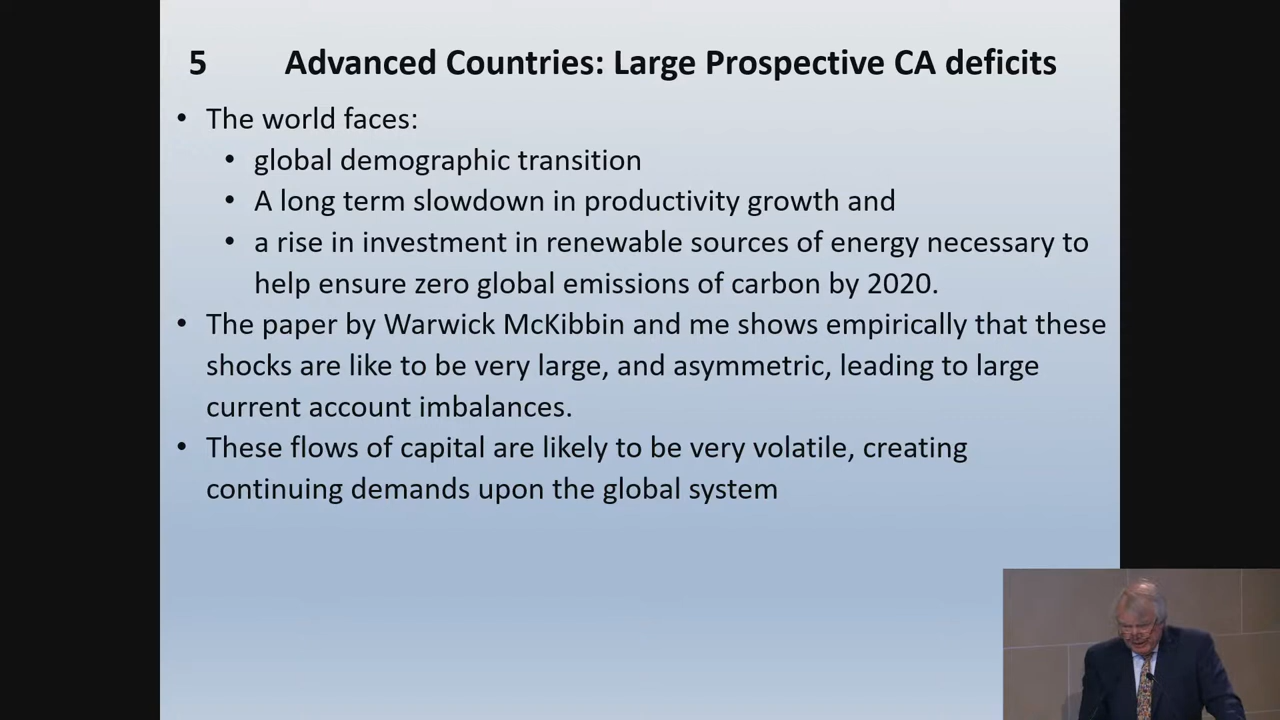 5 Advanced Countries: Large Prospective CA deficits
• The world faces:
• global demographic transition
• A long term slowdown in productivity growth and
• a rise in investment in renewable sources of energy necessary to
help ensure zero global emissions of carbon by 2020.
• The paper by Warwick McKibbin and me shows empirically that these
shocks are like to be very large, and asymmetric, leading to large
current account imbalances.
• These flows of capital are likely to be very volatile, creating
continuing demands upon the global system